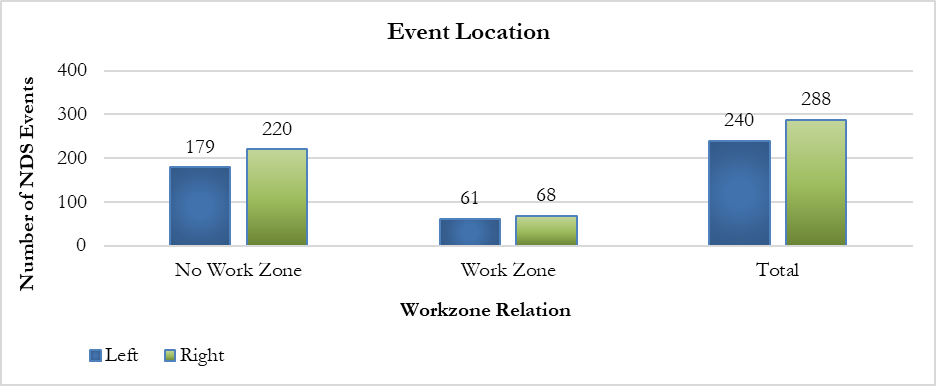 Event Location
Number of NDS Events
400
300
200
100
0
179
220
61
68
240
288
No Work Zone
Work Zone
Total
Workzone Relation
Left
Right